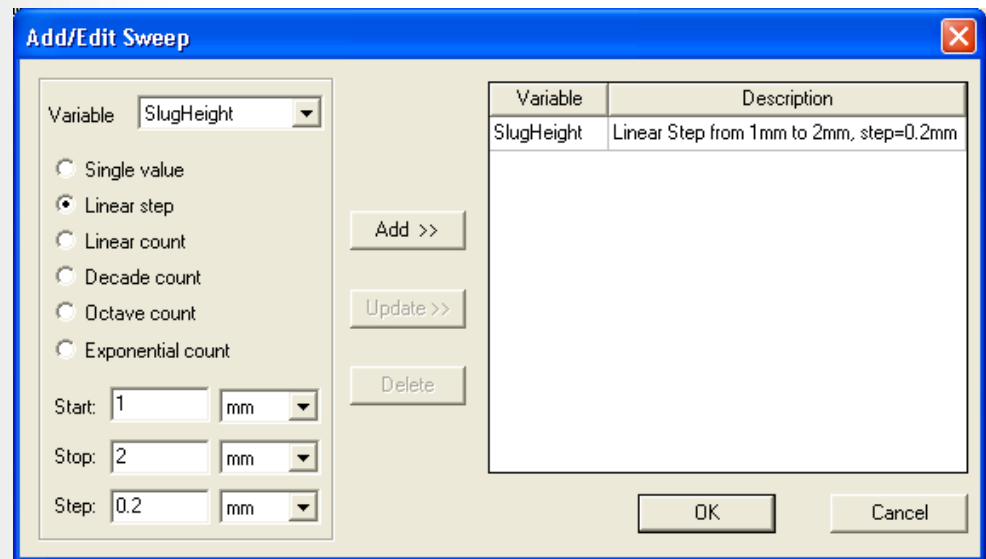 Add/Edit Sweep
Variable SlugHeight
Single value
Linear step
Linear count
Decade count
Octave count
Exponential count
Start: 1 mm
Stop: 2 mm
Step: 0.2 mm
Add >>
Update >>
Delete
Variable Description
SlugHeight Linear Step from 1mm to 2mm, step=0.2mm
OK Cancel